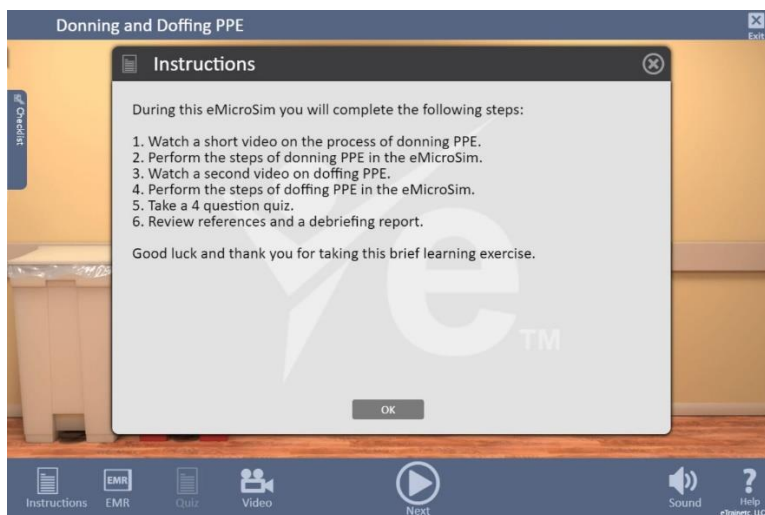 Donning and Doffing PPE
Exit
Checklist
Instructions
During this eMicroSim you will complete the following steps:
1. Watch a short video on the process of donning PPE.
2. Perform the steps of donning PPE in the eMicroSim.
3. Watch a second video on doffing PPE.
4. Perform the steps of doffing PPE in the eMicroSim.
5. Take a 4 question quiz.
6. Review references and a debriefing report.
Good luck and thank you for taking this brief learning exercise.
e TM
OK
EMR
Instructions EMR Quiz Video Next Sound Help
eTrainetc, LLC